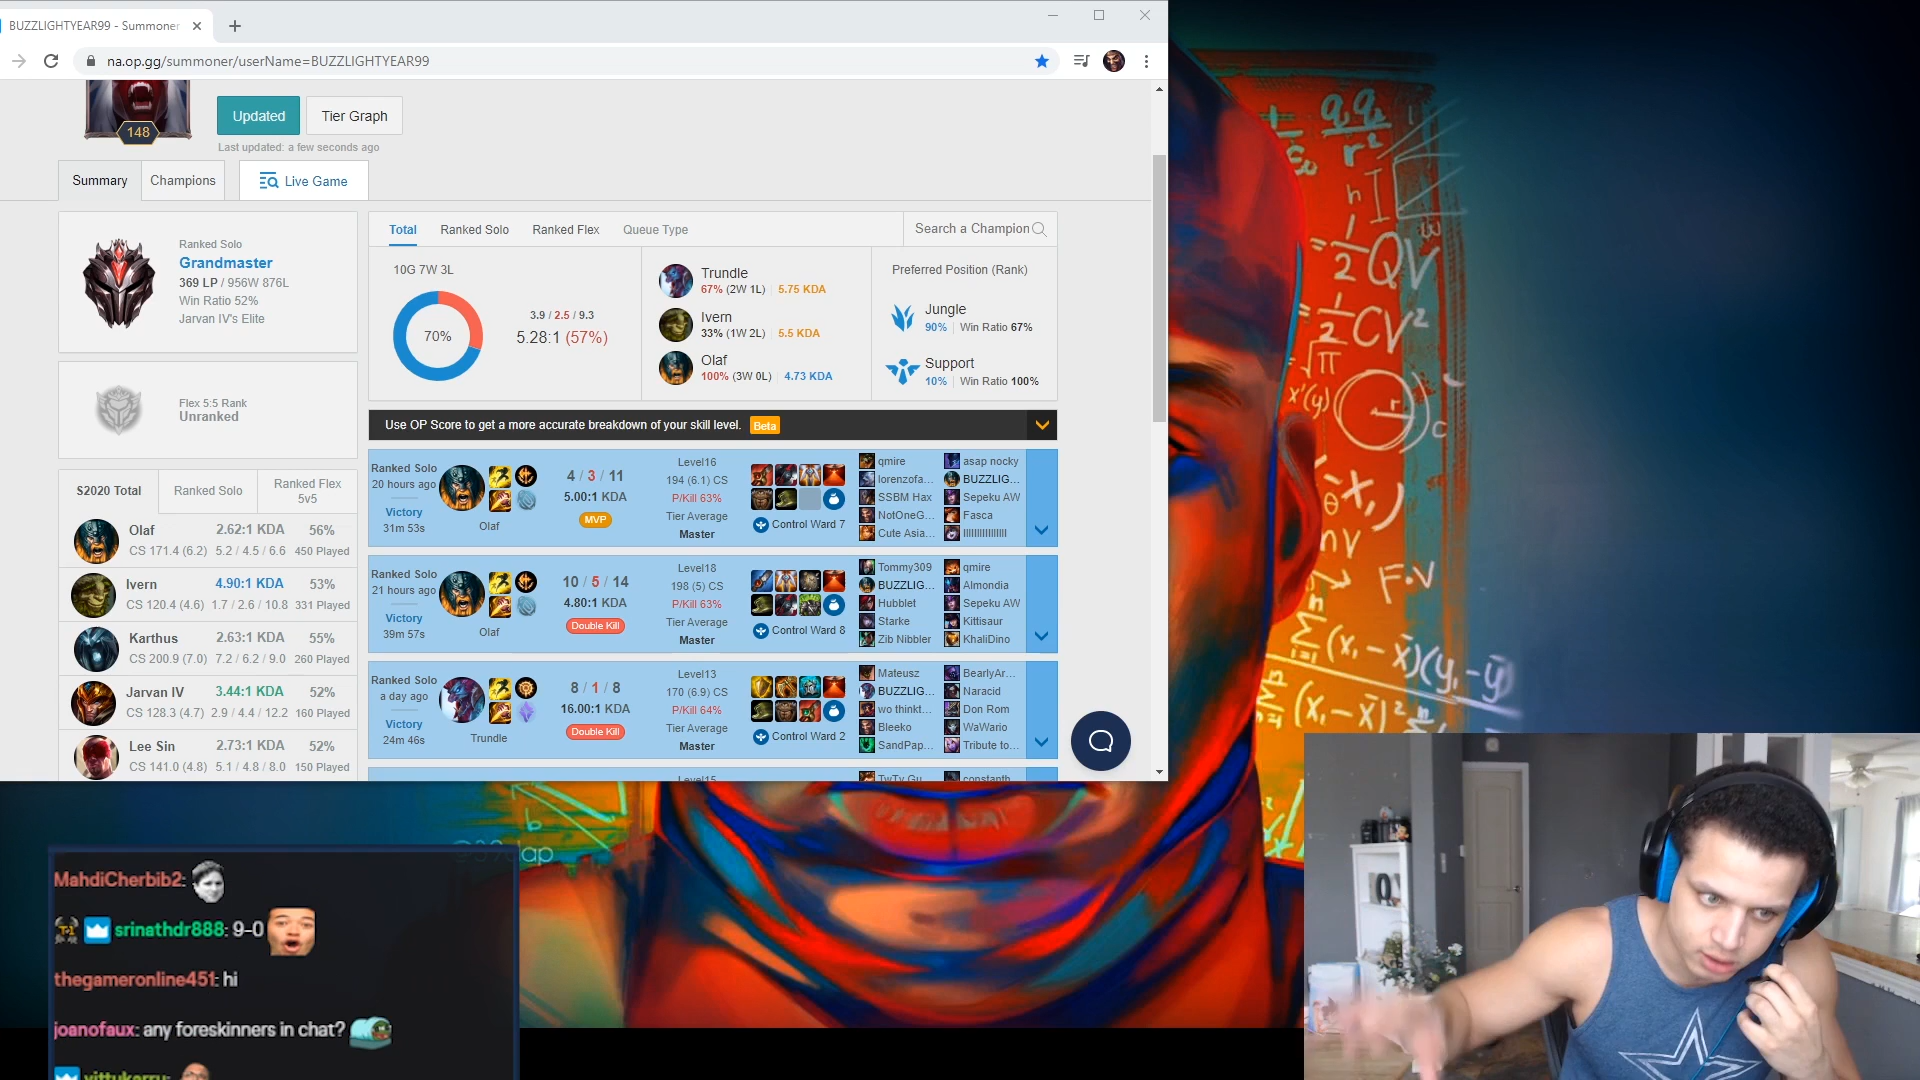 BUZZLIGHTYEAR99 - Summoner
na.op.gg/summoner/userName=BUZZLIGHTYEAR99
148
Updated
Tier Graph
Last updated: a few seconds ago
Summary
Champions
Live Game
Ranked Solo
Grandmaster
369 LP / 956W 876L
Win Ratio 52%
Jarvan IV's Elite
Flex 5:5 Rank
Unranked
S2020 Total
Ranked Solo
Ranked Flex
5v5
Olaf 2.62:1 KDA 56%
CS 171.4 (6.2) 5.2 / 4.5 / 6.6 450 Played
Ivern 4.90:1 KDA 53%
CS 120.4 (4.6) 1.7 / 2.6 / 10.8 331 Played
Karthus 2.63:1 KDA 55%
CS 200.9 (7.0) 7.2 / 6.2 / 9.0 260 Played
Jarvan IV 3.44:1 KDA 52%
CS 128.3 (4.7) 2.9 / 4.4 / 12.2 160 Played
Lee Sin 2.73:1 KDA 52%
CS 141.0 (4.8) 5.1 / 4.8 / 8.0 150 Played
Total Ranked Solo Ranked Flex Queue Type
Search a Champion
10G 7W 3L
70%
3.9 / 2.5 / 9.3
5.28:1 (57%)
Trundle
67% (2W 1L) 5.75 KDA
Ivern
33% (1W 2L) 5.5 KDA
Olaf
100% (3W 0L) 4.73 KDA
Preferred Position (Rank)
Jungle
90% Win Ratio 67%
Support
10% Win Ratio 100%
Use OP Score to get a more accurate breakdown of your skill level. Beta
Ranked Solo
20 hours ago
Victory
31m 53s
Olaf
4 / 3 / 11
5.00:1 KDA
MVP
Level16
194 (6.1) CS
P/Kill 63%
Tier Average
Master
Control Ward 7
qmire
lorenzofa...
SSBM Hax
NotOneG...
Cute Asia...
asap nocky
BUZZLIG...
Sepeku AW
Fasca
Ranked Solo
21 hours ago
Victory
39m 57s
Olaf
10 / 5 / 14
4.80:1 KDA
Double Kill
Level18
198 (5) CS
P/Kill 63%
Tier Average
Master
Control Ward 8
Tommy309
BUZZLIG...
Hubblet
Starke
Zib Nibbler
qmire
Almondia
Sepeku AW
Kittisaur
KhaliDino
Ranked Solo
a day ago
Victory
24m 46s
Trundle
8 / 1 / 8
16.00:1 KDA
Double Kill
Level13
170 (6.9) CS
P/Kill 64%
Tier Average
Master
Control Ward 2
Mateusz
BUZZLIG...
wo thinkt...
Bleeko
SandPap...
BearlyAr...
Naracid
Don Rom
WaWario
Tribute to...
Level15
TwTv Gu...
constanth
MahdiCherbib2:
srinathdr888: 9-0
thegameronline451: hi
joanofaux: any foreskinners in chat?